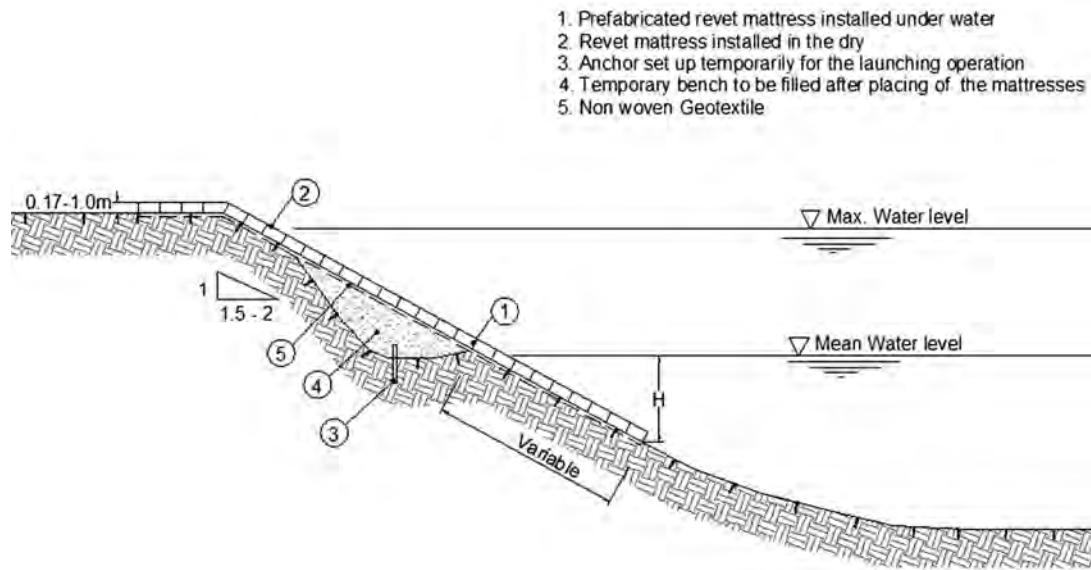 1. Prefabricated revet mattress installed under water
2. Revet mattress installed in the dry
3. Anchor set up temporarily for the launching operation
4. Temporary bench to be filled after placing of the mattresses
5. Non woven Geotextile
0.17-1.0m
2
Max. Water level
1
1.5 - 2
1
Mean Water level
5
4
H
3
Variable